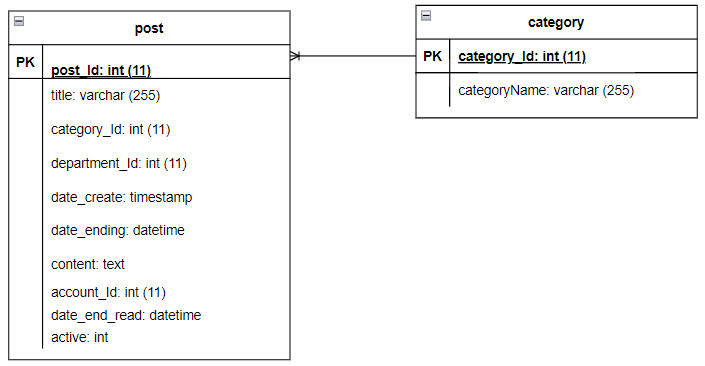 post
PK
post_Id: int (11)
title: varchar (255)
category_Id: int (11)
department_Id: int (11)
date_create: timestamp
date_ending: datetime
content: text
account_Id: int (11)
date_end_read: datetime
active: int
category
PK
category_Id: int (11)
categoryName: varchar (255)